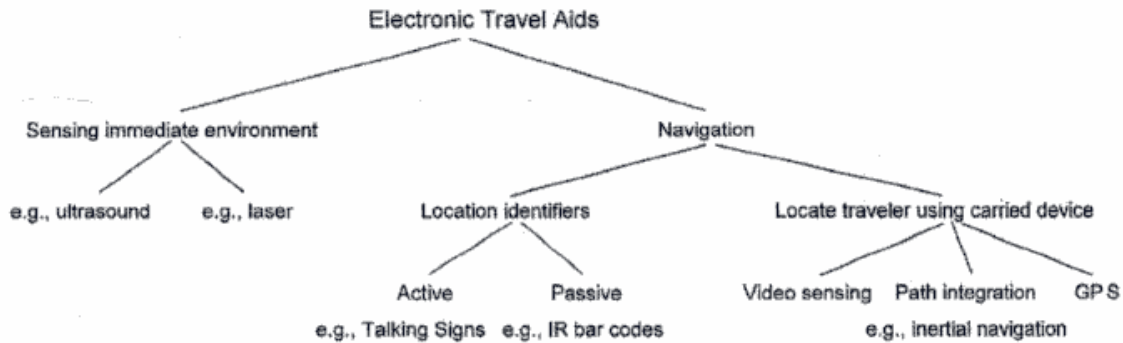 Electronic Travel Aids
Sensing immediate environment
Navigation
e.g., ultrasound
e.g., laser
Location identifiers
Locate traveler using carried device
Active
Passive
Video sensing
Path integration
GPS
e.g., Talking Signs
e.g., IR bar codes
e.g., inertial navigation